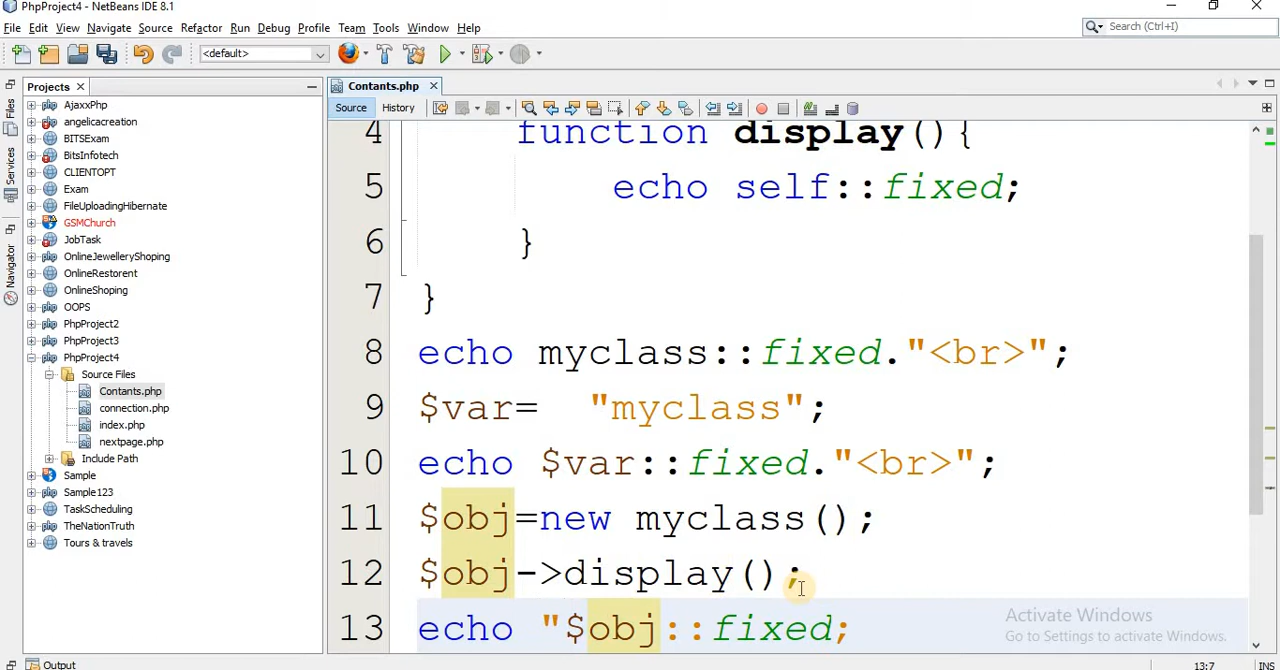 PhpProject4 - NetBeans IDE 8.1
File Edit View Navigate Source Refactor Run Debug Profile Team Tools Window Help
Search (Ctrl+I)
<default>
Projects
Contants.php
Files
Services
Navigator
Source History
AjaxxPhp
angelicacreation
BITSExam
BitsInfotech
CLIENTOPT
Exam
FileUploadingHibernate
GSMChurch
JobTask
OnlineJewelleryShoping
OnlineRestorent
OnlineShoping
OOPS
PhpProject2
PhpProject3
PhpProject4
Source Files
Contants.php
connection.php
index.php
nextpage.php
Include Path
Sample
Sample123
TaskScheduling
TheNationTruth
Tours & travels
4 function display(){
5 echo self::fixed;
6 }
7 }
8 echo myclass::fixed."<br>";
9 $var= "myclass";
10 echo $var::fixed."<br>";
11 $obj=new myclass();
12 $obj->display();
13 echo "$obj::fixed;
Activate Windows
Go to Settings to activate Windows.
Output
13:7
INS